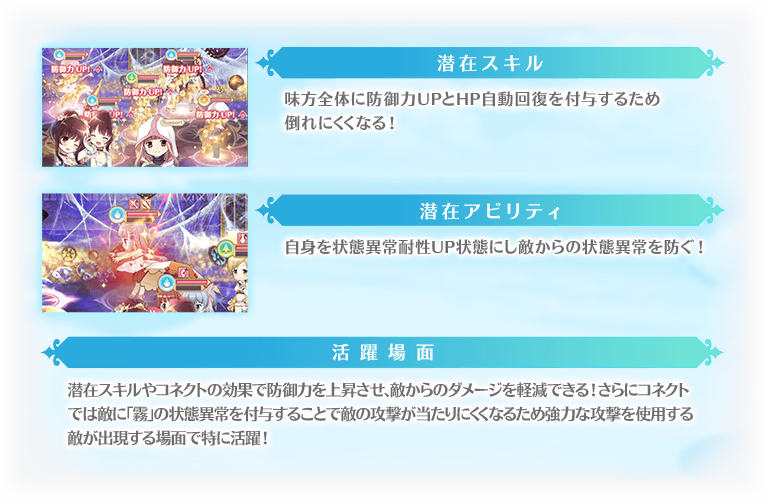 潜在スキル
防御力UP!
防御力UP!
防御力UP!
防御力UP!
防御力UP!
Support
味方全体に防御力UPとHP自動回復を付与するため
倒れにくくなる！
潜在アビリティ
自身を状態異常耐性UP状態にし敵からの状態異常を防ぐ！
活躍場面
潜在スキルやコネクトの効果で防御力を上昇させ、敵からのダメージを軽減できる！さらにコネクト
では敵に「霧」の状態異常を付与することで敵の攻撃が当たりにくくなるため強力な攻撃を使用する
敵が出現する場面で特に活躍！